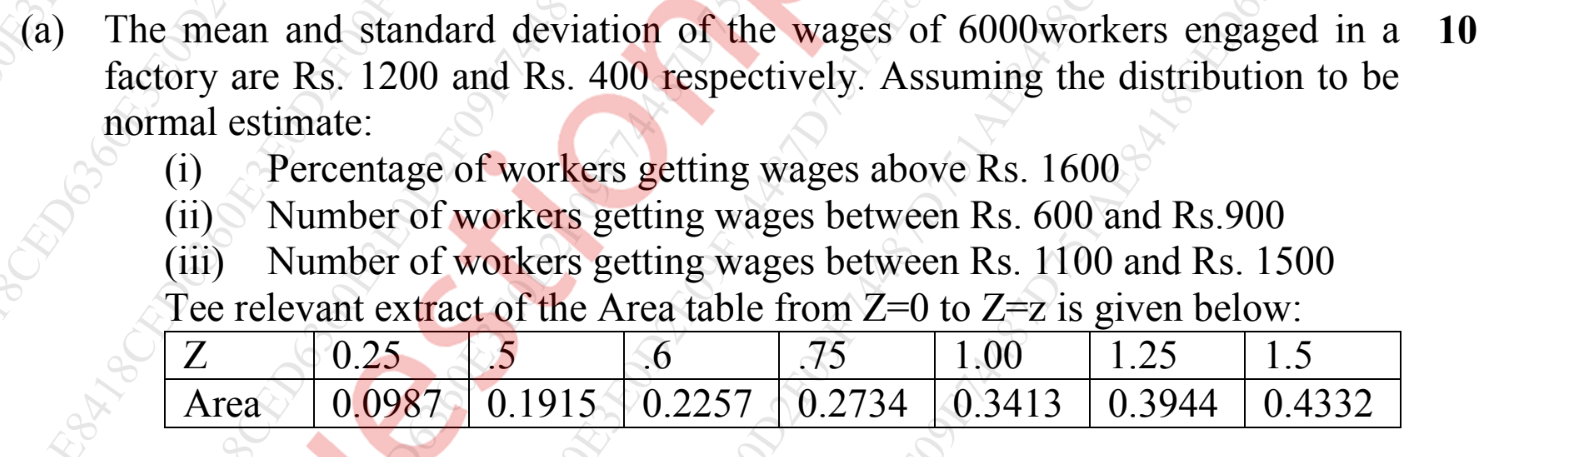 (a) The mean and standard deviation of the wages of 6000workers engaged in a 10
factory are Rs. 1200 and Rs. 400 respectively. Assuming the distribution to be
normal estimate:
(i) Percentage of workers getting wages above Rs. 1600
(ii) Number of workers getting wages between Rs. 600 and Rs.900
(iii) Number of workers getting wages between Rs. 1100 and Rs. 1500
Tee relevant extract of the Area table from Z=0 to Z=z is given below:
Z 0.25 .5 .6 .75 1.00 1.25 1.5
Area 0.0987 0.1915 0.2257 0.2734 0.3413 0.3944 0.4332